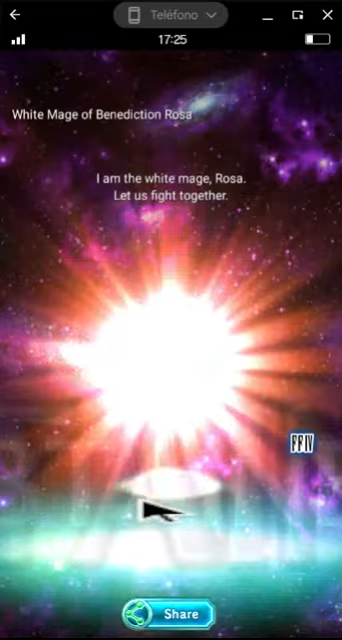 Teléfono
17:25
White Mage of Benediction Rosa
I am the white mage, Rosa.
Let us fight together.
FFIV
Share